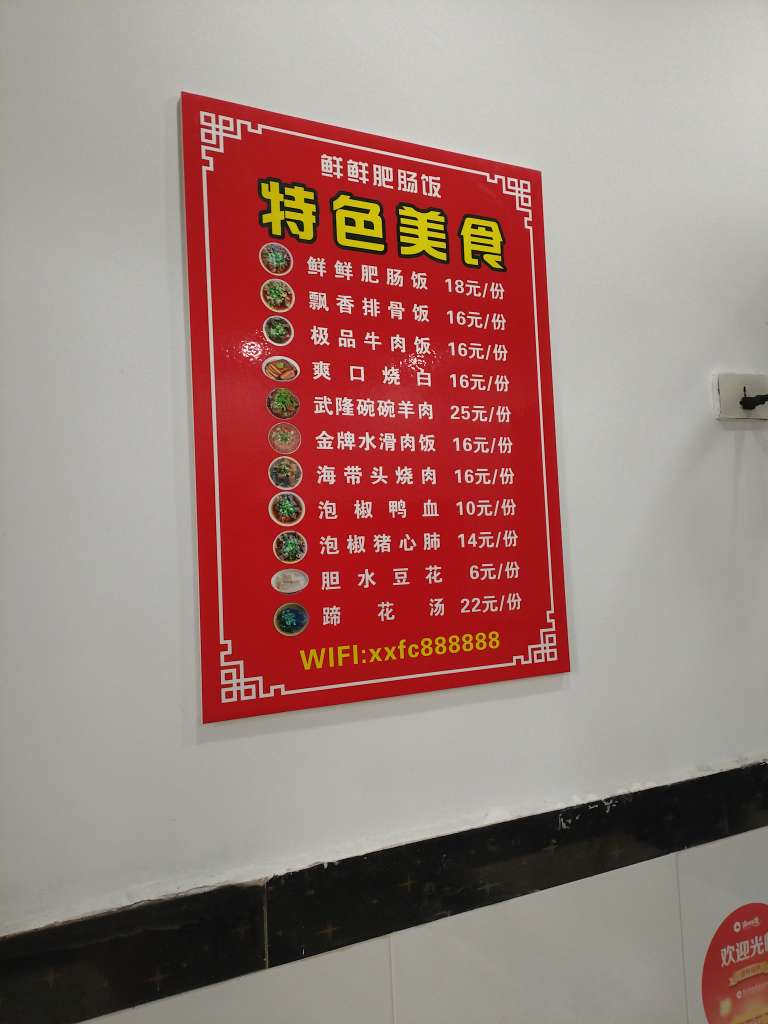 鲜鲜肥肠饭
特色美食
鲜鲜肥肠饭 18元/份
飘香排骨饭 16元/份
极品牛肉饭 16元/份
爽口烧白 16元/份
武隆碗碗羊肉 25元/份
金牌水滑肉饭 16元/份
海带头烧肉 16元/份
泡椒鸭血 10元/份
泡椒猪心肺 14元/份
胆水豆花 6元/份
蹄花汤 22元/份
WIFI:xxfc888888
欢迎光